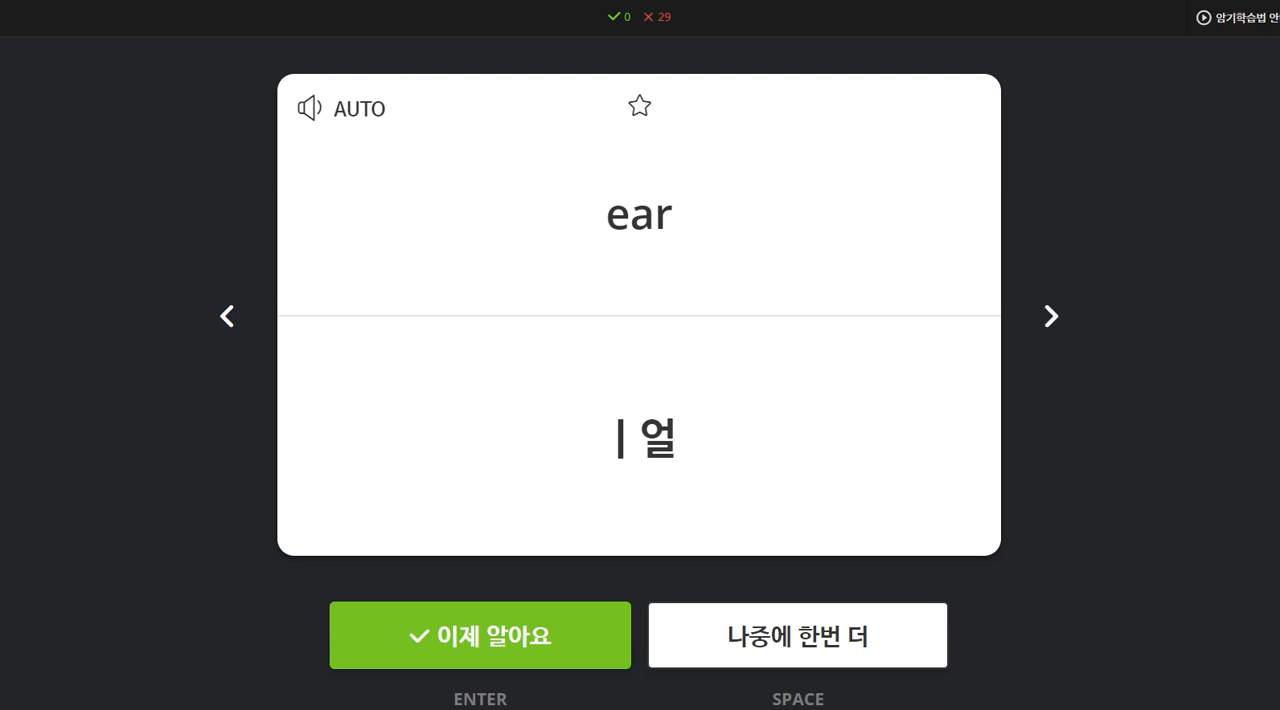 0 29
암기학습법 안
AUTO
ear
ㅣ 얼
이제 알아요
나중에 한번 더
ENTER
SPACE